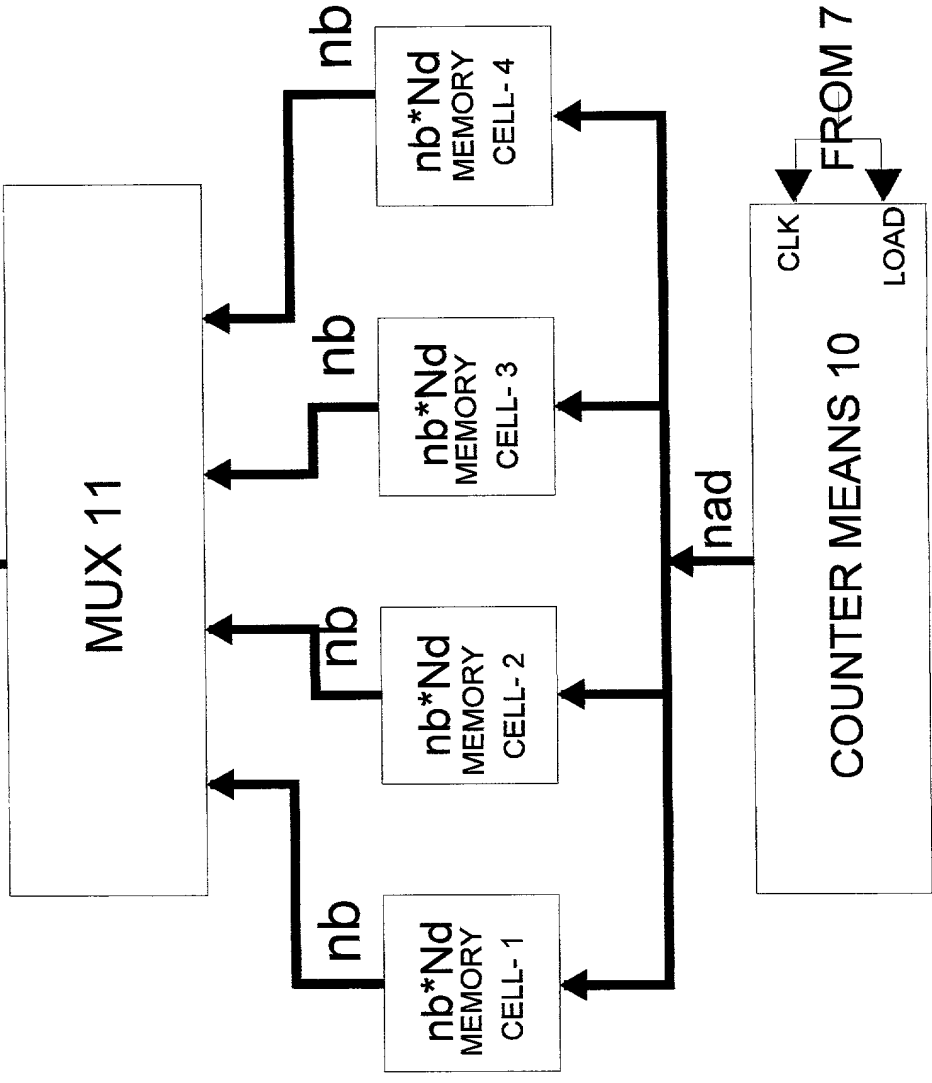 MUX 11
nb
nb
nb
nb
nb*Nd
MEMORY
CELL- 1
nb*Nd
MEMORY
CELL- 2
nb*Nd
MEMORY
CELL- 3
nb*Nd
MEMORY
CELL- 4
nad
COUNTER MEANS 10
CLK
LOAD
FROM 7